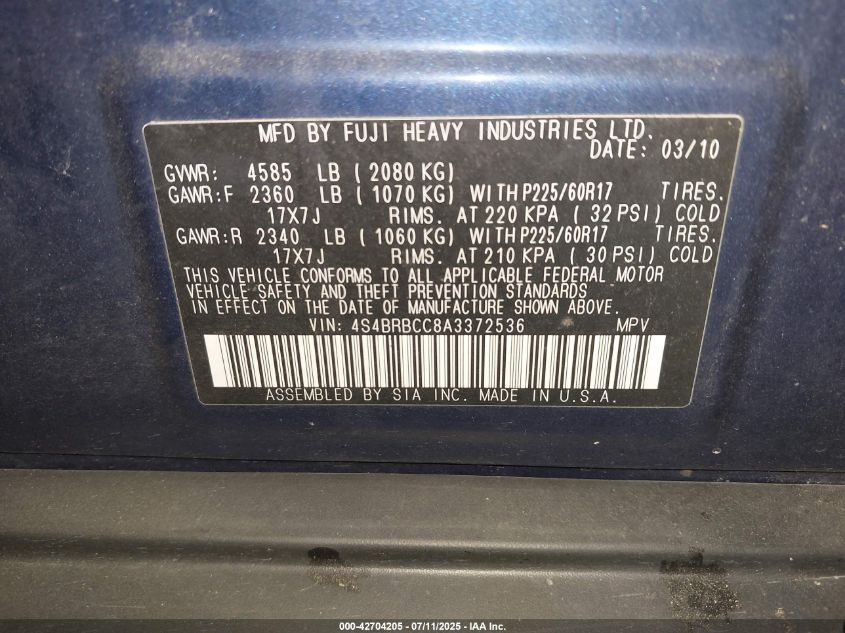 MFD BY FUJI HEAVY INDUSTRIES LTD.
DATE: 03/10
GVWR: 4585 LB ( 2080 KG)
GAWR:F 2360 LB ( 1070 KG) WITH P225/60R17 TIRES.
17X7J RIMS. AT 220 KPA ( 32 PSI) COLD
GAWR:R 2340 LB ( 1060 KG) WITH P225/60R17 TIRES.
17X7J RIMS. AT 210 KPA ( 30 PSI) COLD
THIS VEHICLE CONFORMS TO ALL APPLICABLE FEDERAL MOTOR
VEHICLE SAFETY AND THEFT PREVENTION STANDARDS
IN EFFECT ON THE DATE OF MANUFACTURE SHOWN ABOVE.
VIN: 4S4BRBCC8A3372536 MPV
ASSEMBLED BY SIA INC. MADE IN U.S.A.
000-42704205 - 07/11/2025 - IAA Inc.